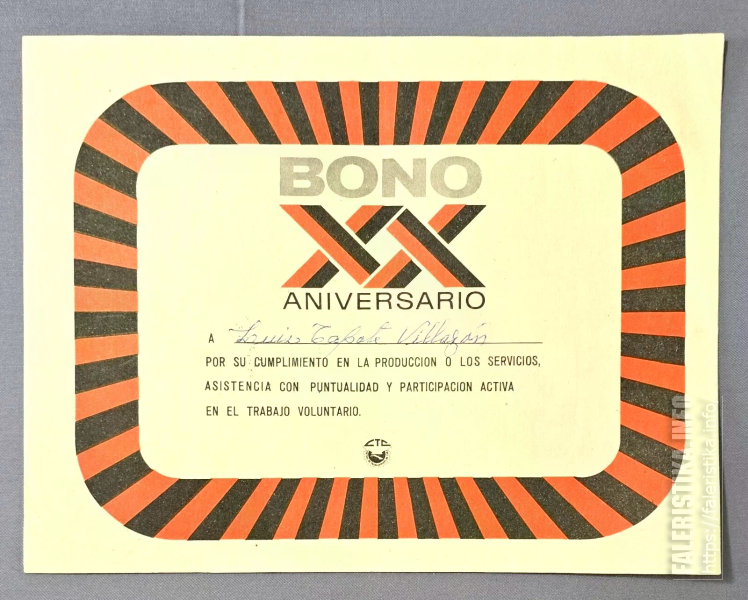 BONO
XX
ANIVERSARIO
A Luis Tapate Villazón
POR SU CUMPLIMIENTO EN LA PRODUCCION O LOS SERVICIOS,
ASISTENCIA CON PUNTUALIDAD Y PARTICIPACION ACTIVA
EN EL TRABAJO VOLUNTARIO.
CTC
FALERISTIKA.INFO
https://faleristika.info/